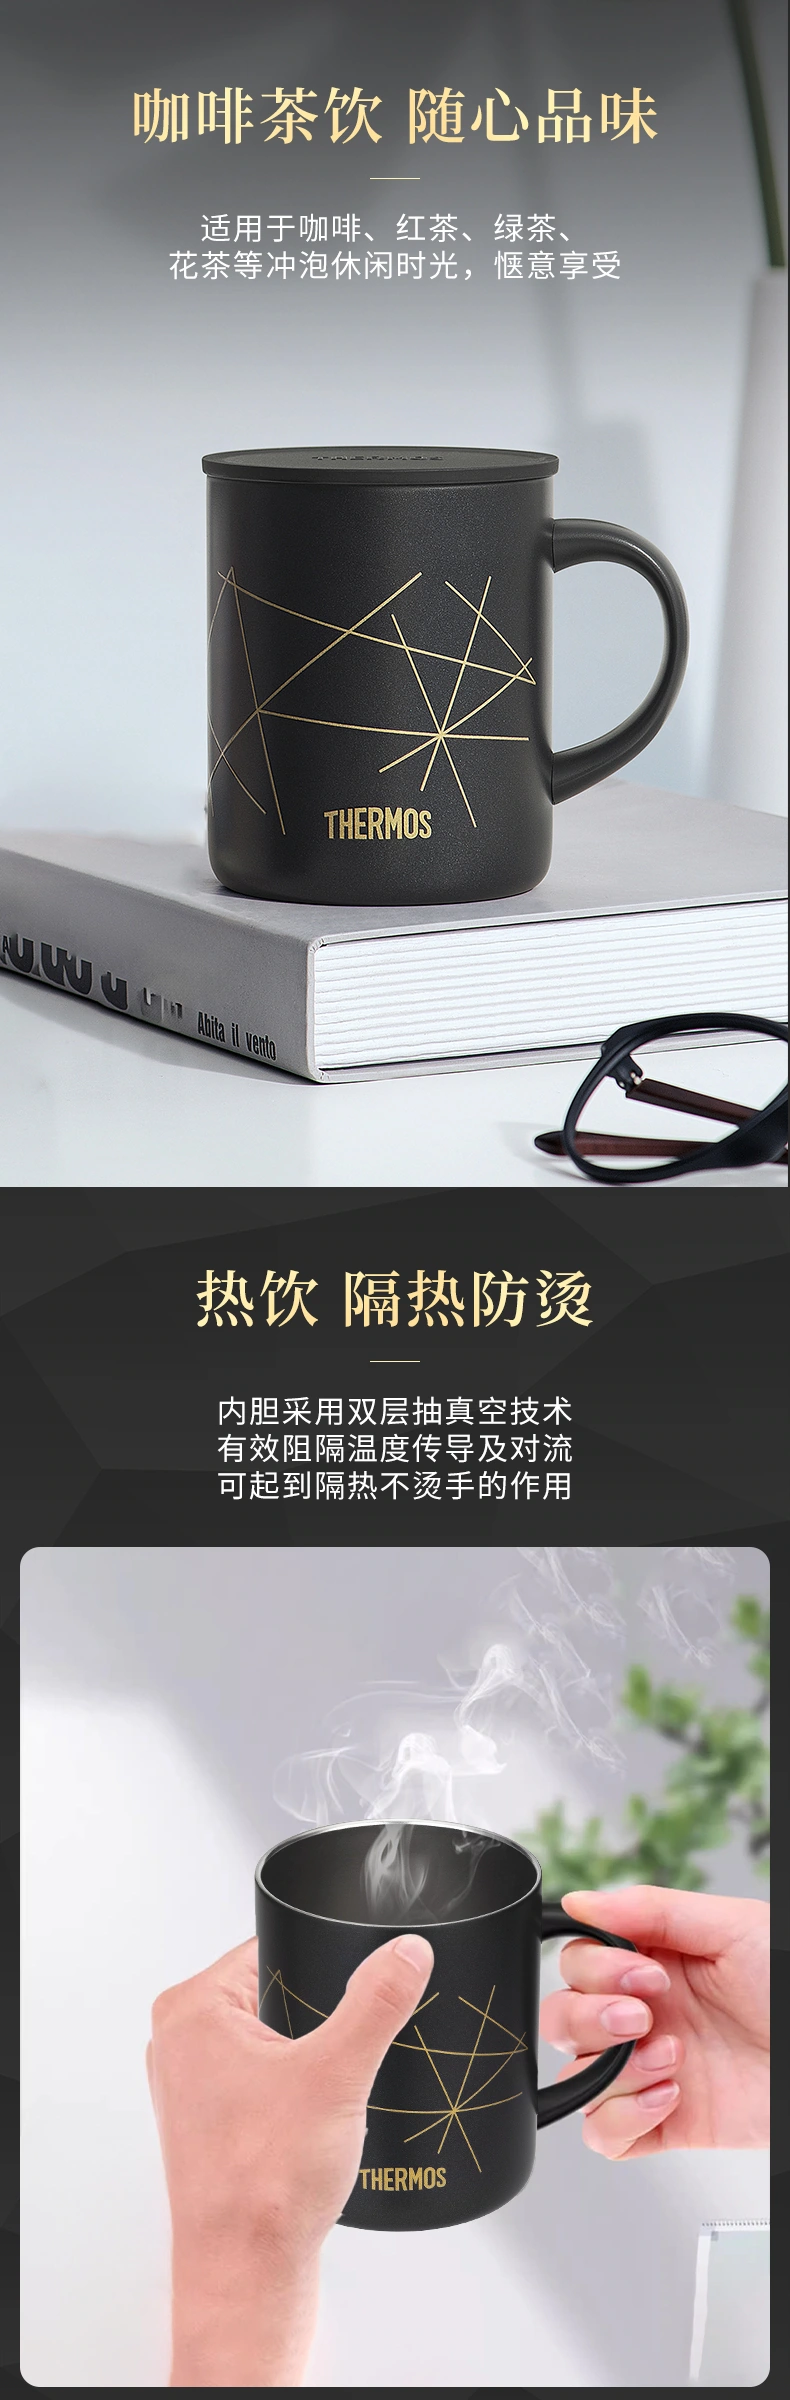 咖啡茶饮 随心品味
适用于咖啡、红茶、绿茶、
花茶等冲泡休闲时光，惬意享受
THERMOS
THERMOS
Abita il vento
热饮 隔热防烫
内胆采用双层抽真空技术
有效阻隔温度传导及对流
可起到隔热不烫手的作用
THERMOS